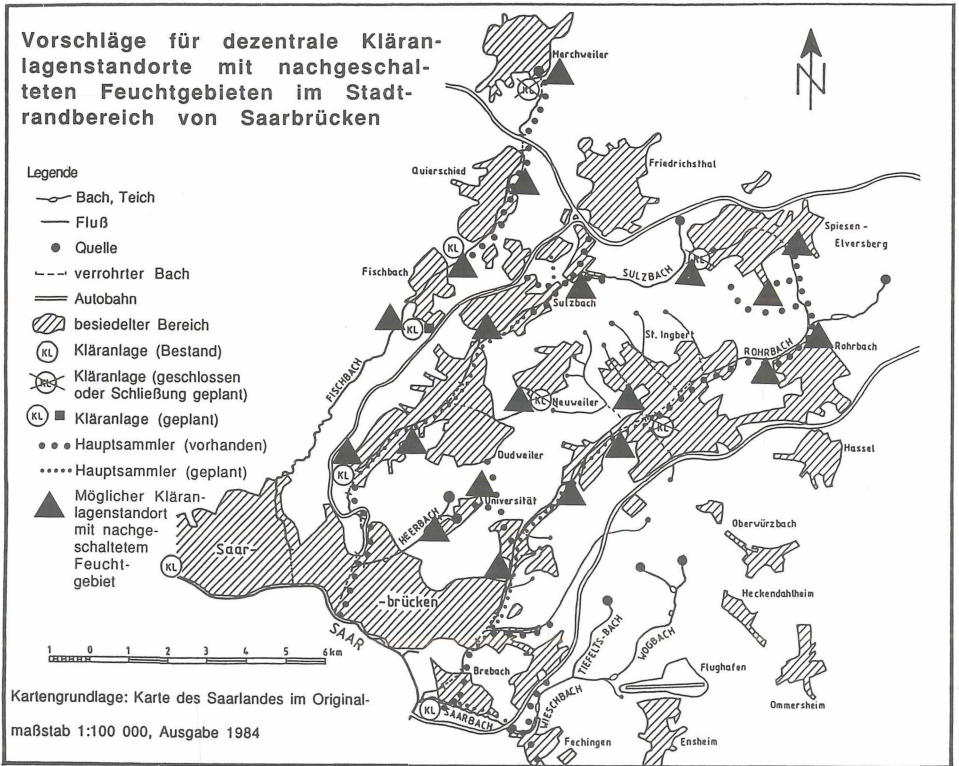 Vorschläge für dezentrale Kläran-
lagenstandorte mit nachgeschal-
teten Feuchtgebieten im Stadt-
randbereich von Saarbrücken
Legende
Bach, Teich
Fluß
Quelle
verrohrter Bach
Autobahn
besiedelter Bereich
KL Kläranlage (Bestand)
KL Kläranlage (geschlossen
oder Schließung geplant)
KL Kläranlage (geplant)
Hauptsammler (vorhanden)
Hauptsammler (geplant)
Möglicher Kläran-
lagenstandort
mit nachge-
schaltetem
Feucht-
gebiet
N
Merchweiler
KL
Quierschied
Friedrichsthal
KL
Fischbach
Spiesen-
Elversberg
KL
SULZBACH
Sulzbach
KL
FISCHBACH
St. Ingbert
ROHRBACH
Rohrbach
Neuweiler
KL
KL
Hassel
Dudweiler
KL
Universität
MEERBACH
Oberwürzbach
Saar-
KL
-brücken
Heckendahlheim
SAAR
TIEFELTS-BACH
WOGBACH
Brebach
Flughafen
KL
SAARBACH
WIESCHBACH
Ommersheim
Fechingen
Ensheim
1 0 2 4 6 km
Kartengrundlage: Karte des Saarlandes im Original-
maßstab 1:100 000, Ausgabe 1984